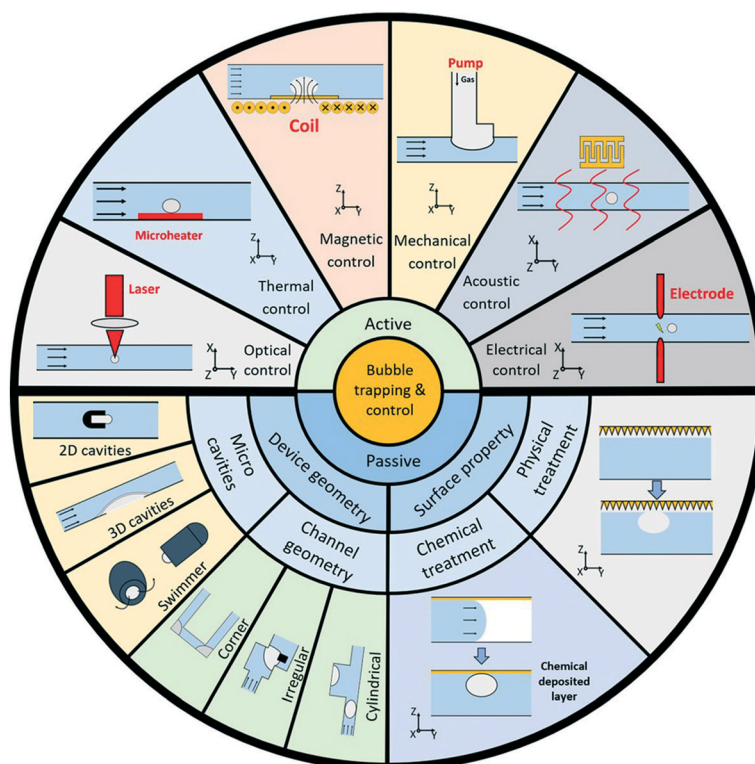 Pump
Gas
Coil
Z
X Y
Magnetic
control
Z
X Y
Mechanical
control
Microheater
Z
X Y
Thermal
control
X
Z Y
Acoustic
control
Laser
X
Z Y
Optical
control
Electrode
X
Z Y
Electrical
control
Active
Bubble
trapping &
control
Passive
Device geometry
Surface property
Micro
cavities
Channel
geometry
Chemical
treatment
Physical
treatment
2D cavities
3D cavities
Swimmer
Corner
Irregular
Cylindrical
Z
X Y
Chemical
deposited
layer
Z
X Y